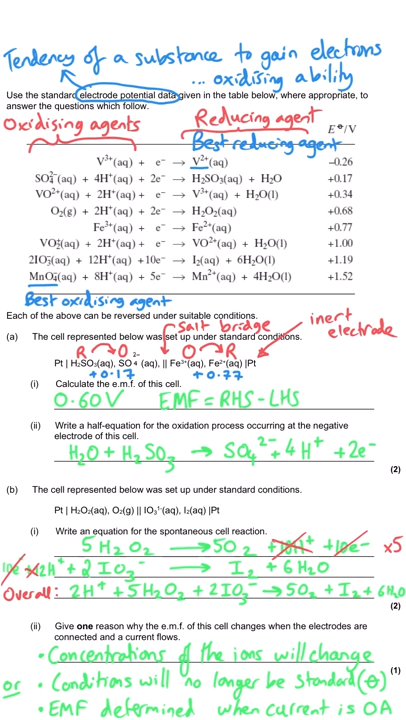 Tendency of a substance to gain electrons
... oxidising ability
Use the standard electrode potential data given in the table below, where appropriate, to
answer the questions which follow.
Oxidising agents
Reducing agent
E⦵/V
Best reducing agent
V³⁺(aq) + e⁻ → V²⁺(aq) –0.26
SO₄²⁻(aq) + 4H⁺(aq) + 2e⁻ → H₂SO₃(aq) + H₂O +0.17
VO²⁺(aq) + 2H⁺(aq) + e⁻ → V³⁺(aq) + H₂O(l) +0.34
O₂(g) + 2H⁺(aq) + 2e⁻ → H₂O₂(aq) +0.68
Fe³⁺(aq) + e⁻ → Fe²⁺(aq) +0.77
VO₂⁺(aq) + 2H⁺(aq) + e⁻ → VO²⁺(aq) + H₂O(l) +1.00
2IO₃⁻(aq) + 12H⁺(aq) +10e⁻ → I₂(aq) + 6H₂O(l) +1.19
MnO₄⁻(aq) + 8H⁺(aq) + 5e⁻ → Mn²⁺(aq) + 4H₂O(l) +1.52
Best oxidising agent
Each of the above can be reversed under suitable conditions.
Salt bridge
inert
electrode
(a) The cell represented below was set up under standard conditions.
R → O O → R
Pt | H₂SO₃(aq), SO₄²⁻ (aq), || Fe³⁺(aq), Fe²⁺(aq) |Pt
+0.17 +0.77
(i) Calculate the e.m.f. of this cell.
0.60V EMF = RHS - LHS
(ii) Write a half-equation for the oxidation process occurring at the negative
electrode of this cell.
H₂O + H₂SO₃ → SO₄²⁻ + 4H⁺ + 2e⁻
(2)
(b) The cell represented below was set up under standard conditions.
Pt | H₂O₂(aq), O₂(g) || IO₃¹⁻(aq), I₂(aq) |Pt
(i) Write an equation for the spontaneous cell reaction.
5H₂O₂ → 5O₂ + 10H⁺ + 10e⁻ x5
10e⁻ + 12H⁺ + 2IO₃⁻ → I₂ + 6H₂O
Overall: 2H⁺ + 5H₂O₂ + 2IO₃⁻ → 5O₂ + I₂ + 6H₂O
(2)
(ii) Give one reason why the e.m.f. of this cell changes when the electrodes are
connected and a current flows.
• Concentrations of the ions will change
(1)
or • Conditions will no longer be standard (⦵)
• EMF determined when current is 0A